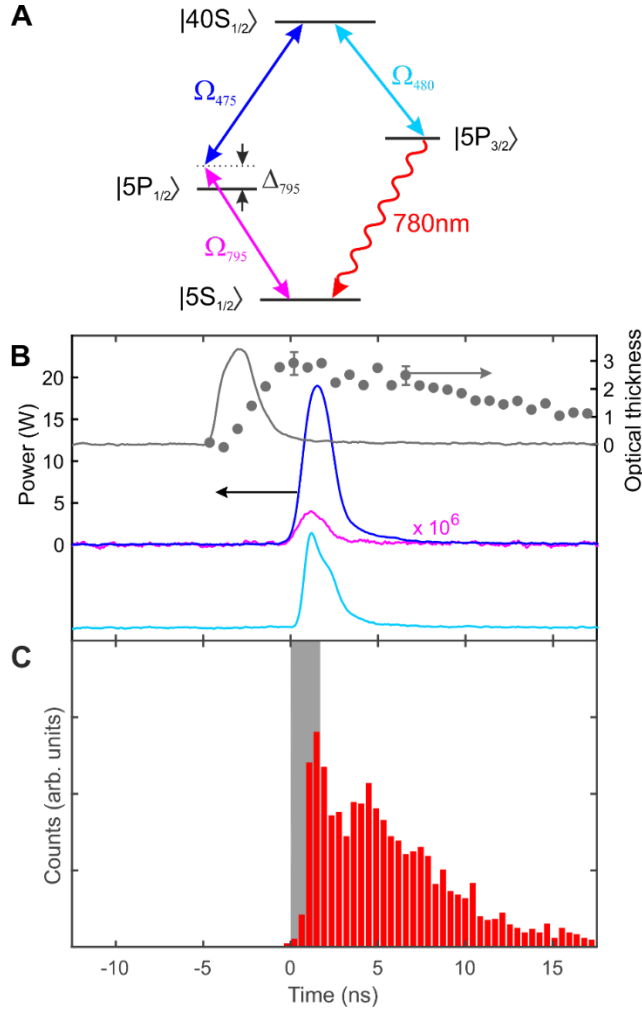 A
|40S1/2⟩
Ω475
Ω480
|5P3/2⟩
|5P1/2⟩
Δ795
780nm
Ω795
|5S1/2⟩
B
Power (W)
20
15
10
5
0
3
2
1
0
Optical thickness
x 10^6
C
Counts (arb. units)
-10 -5 0 5 10 15
Time (ns)